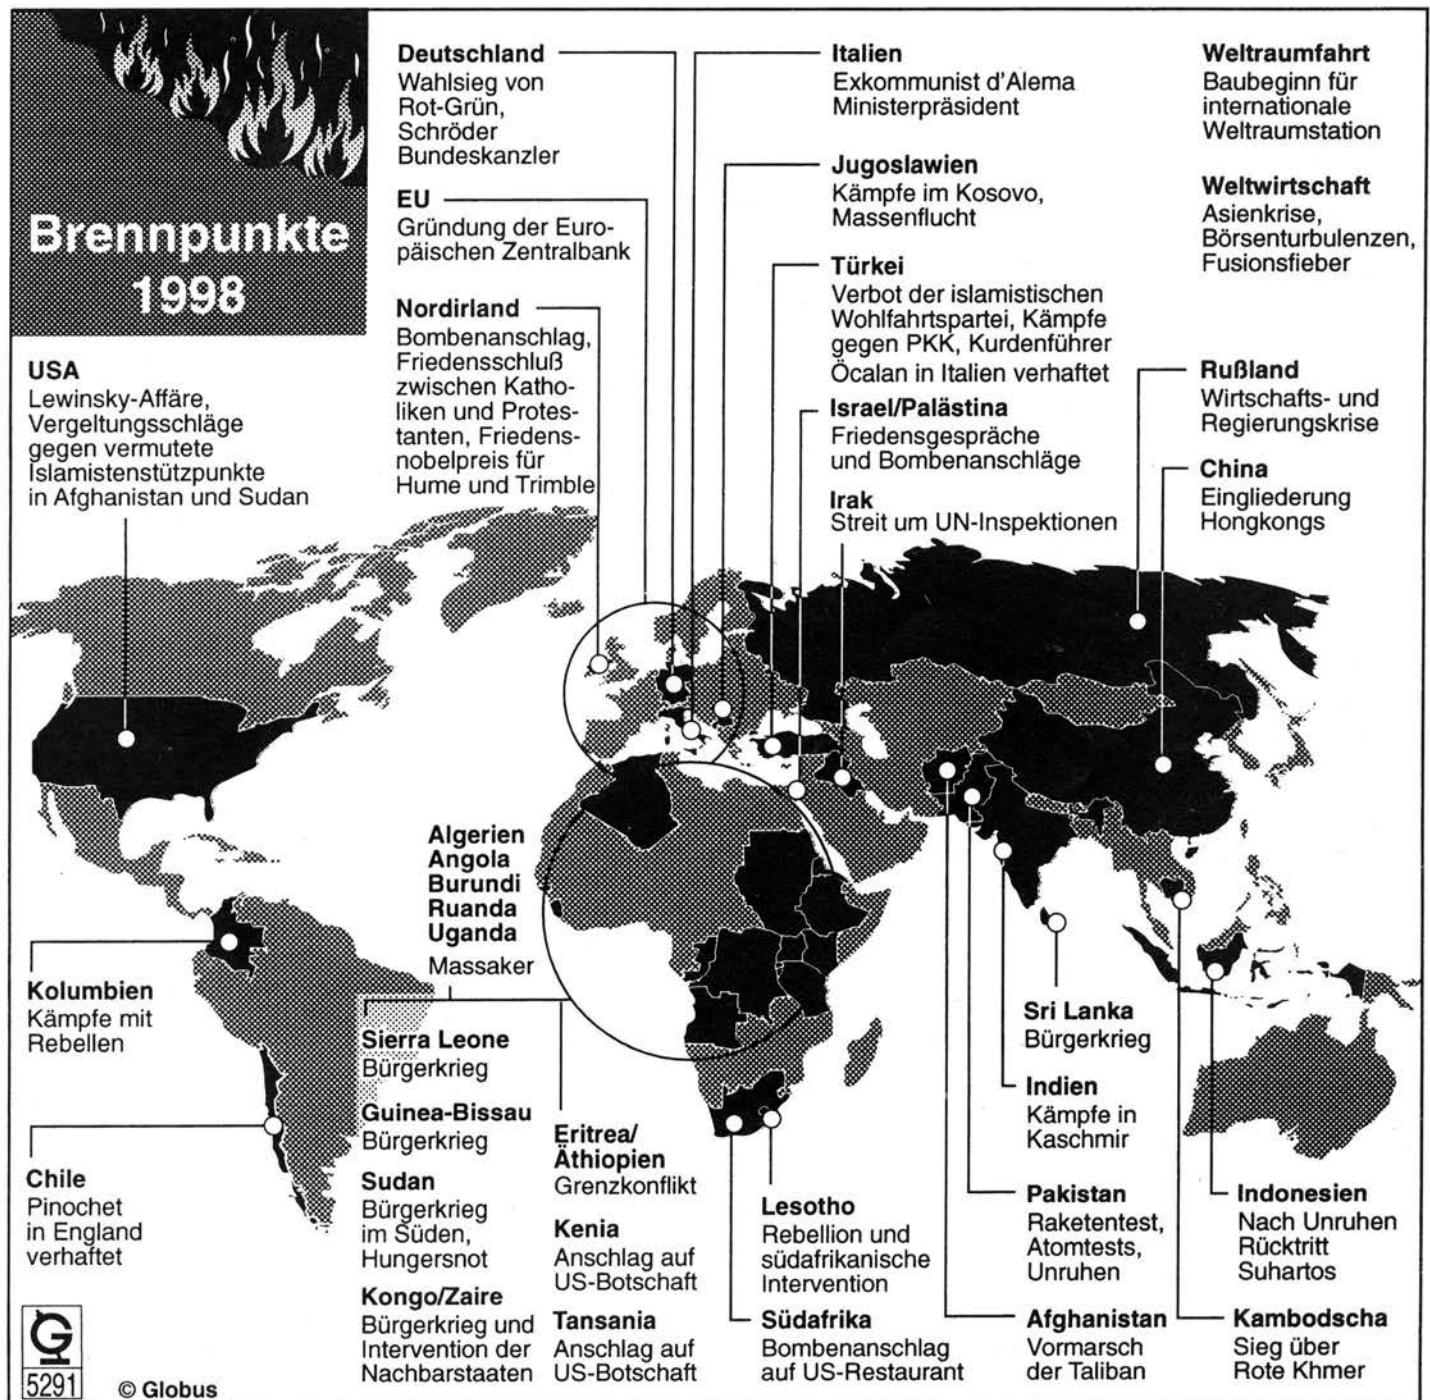 Brennpunkte
1998
USA
Lewinsky-Affäre,
Vergeltungsschläge
gegen vermutete
Islamistenstützpunkte
in Afghanistan und Sudan
Deutschland
Wahlsieg von
Rot-Grün,
Schröder
Bundeskanzler
EU
Gründung der Euro-
päischen Zentralbank
Nordirland
Bombenanschlag,
Friedensschluß
zwischen Katho-
liken und Protes-
tanten, Friedens-
nobelpreis für
Hume und Trimble
Italien
Exkommunist d'Alema
Ministerpräsident
Jugoslawien
Kämpfe im Kosovo,
Massenflucht
Türkei
Verbot der islamistischen
Wohlfahrtspartei, Kämpfe
gegen PKK, Kurdenführer
Öcalan in Italien verhaftet
Israel/Palästina
Friedensgespräche
und Bombenanschläge
Irak
Streit um UN-Inspektionen
Weltraumfahrt
Baubeginn für
internationale
Weltraumstation
Weltwirtschaft
Asienkrise,
Börsenturbulenzen,
Fusionsfieber
Rußland
Wirtschafts- und
Regierungskrise
China
Eingliederung
Hongkongs
Kolumbien
Kämpfe mit
Rebellen
Chile
Pinochet
in England
verhaftet
Algerien
Angola
Burundi
Ruanda
Uganda
Massaker
Sierra Leone
Bürgerkrieg
Guinea-Bissau
Bürgerkrieg
Sudan
Bürgerkrieg
im Süden,
Hungersnot
Kongo/Zaire
Bürgerkrieg und
Intervention der
Nachbarstaaten
Eritrea/
Äthiopien
Grenzkonflikt
Kenia
Anschlag auf
US-Botschaft
Tansania
Anschlag auf
US-Botschaft
Lesotho
Rebellion und
südafrikanische
Intervention
Südafrika
Bombenanschlag
auf US-Restaurant
Sri Lanka
Bürgerkrieg
Indien
Kämpfe in
Kaschmir
Pakistan
Raketentest,
Atomtests,
Unruhen
Afghanistan
Vormarsch
der Taliban
Indonesien
Nach Unruhen
Rücktritt
Suhartos
Kambodscha
Sieg über
Rote Khmer
G
5291
© Globus